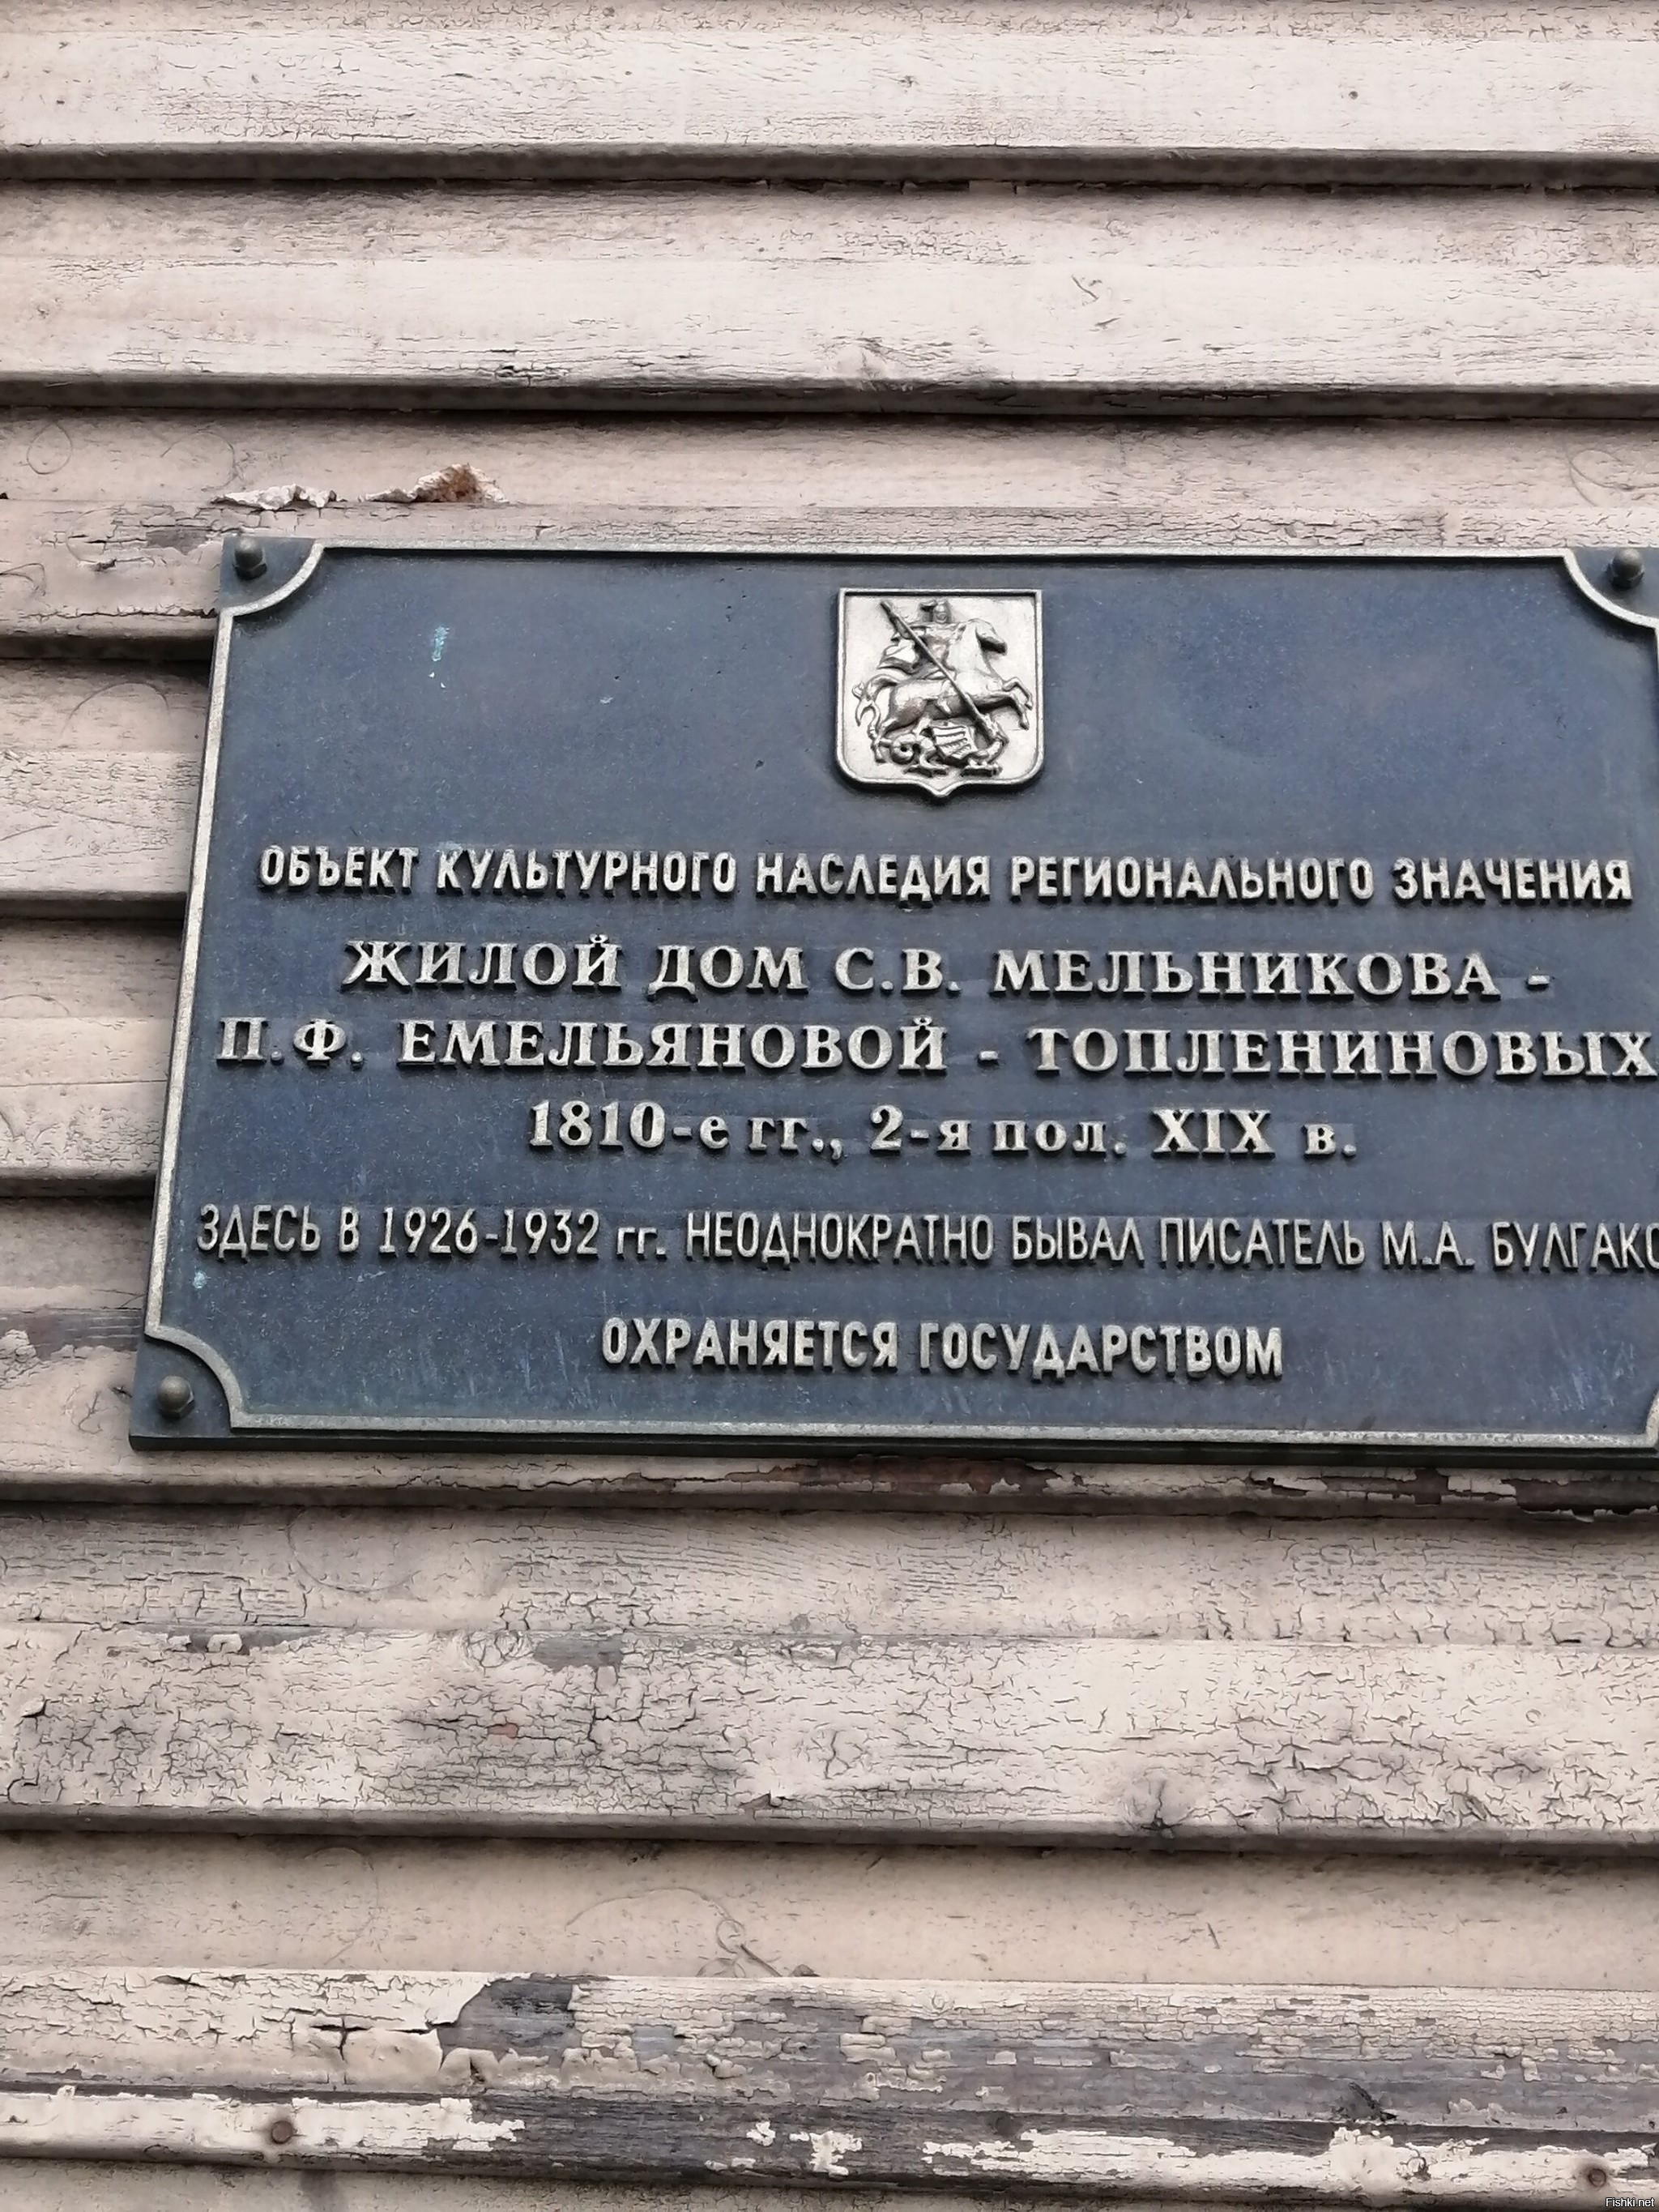 ОБЪЕКТ КУЛЬТУРНОГО НАСЛЕДИЯ РЕГИОНАЛЬНОГО ЗНАЧЕНИЯ
ЖИЛОЙ ДОМ С.В. МЕЛЬНИКОВА -
П.Ф. ЕМЕЛЬЯНОВОЙ - ТОПЛЕНИНОВЫХ
1810-е гг., 2-я пол. XIX в.
ЗДЕСЬ В 1926-1932 гг. НЕОДНОКРАТНО БЫВАЛ ПИСАТЕЛЬ М.А. БУЛГАКО
ОХРАНЯЕТСЯ ГОСУДАРСТВОМ
Fishki.net